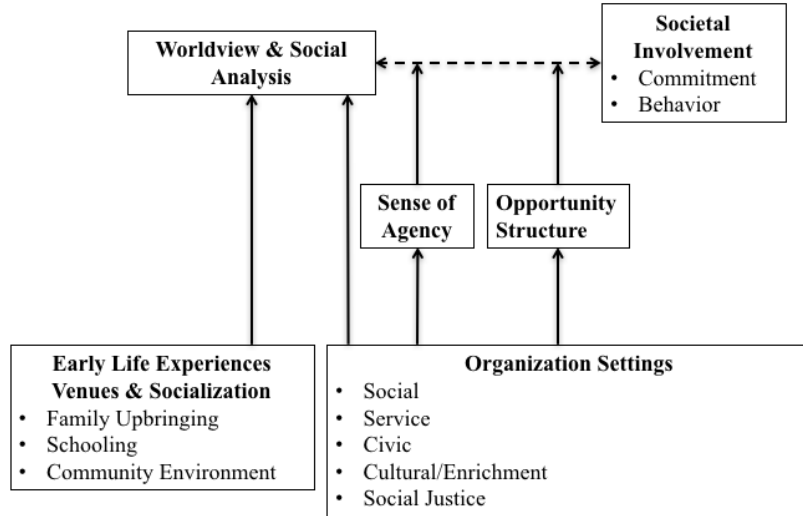 Worldview & Social
Analysis
Societal
Involvement
• Commitment
• Behavior
Sense of
Agency
Opportunity
Structure
Early Life Experiences
Venues & Socialization
• Family Upbringing
• Schooling
• Community Environment
Organization Settings
• Social
• Service
• Civic
• Cultural/Enrichment
• Social Justice